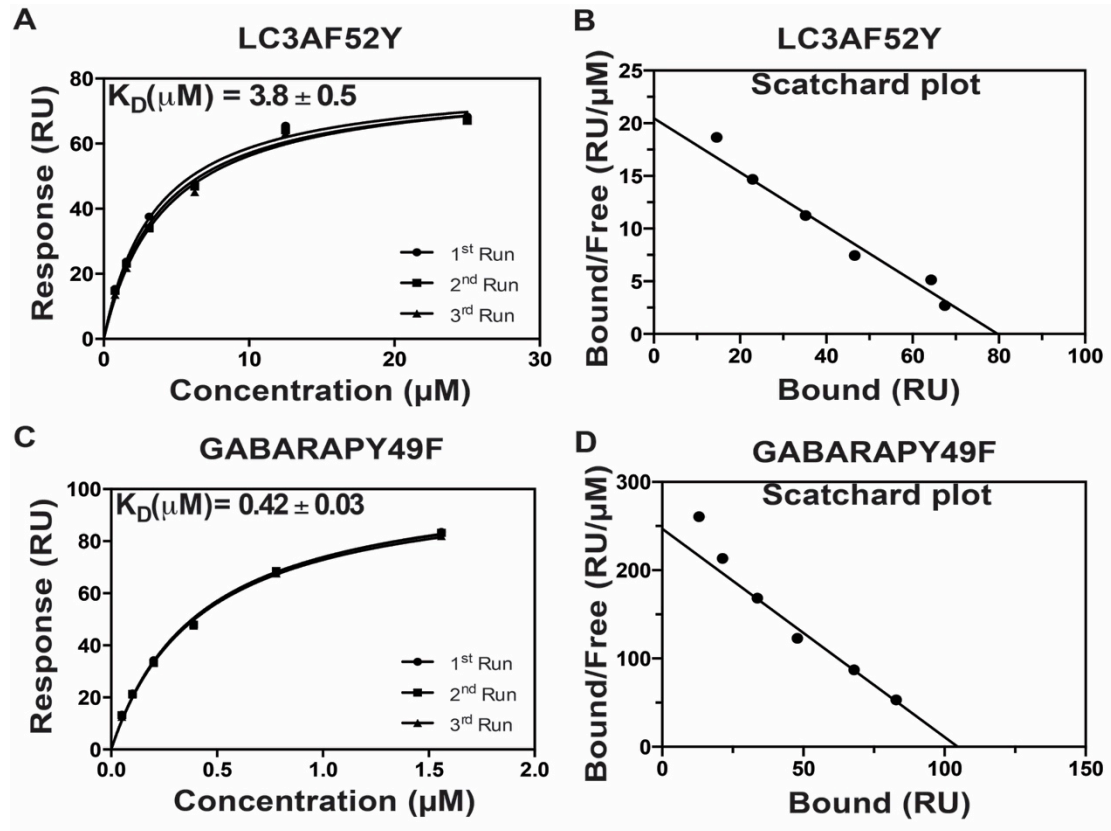 A
LC3AF52Y
K_D(µM) = 3.8 ± 0.5
Response (RU)
80
60
40
20
0
1st Run
2nd Run
3rd Run
0 10 20 30
Concentration (µM)
B
LC3AF52Y
Scatchard plot
Bound/Free (RU/µM)
25
20
15
10
5
0
0 20 40 60 80 100
Bound (RU)
C
GABARAPY49F
K_D(µM)= 0.42 ± 0.03
Response (RU)
100
80
60
40
20
0
1st Run
2nd Run
3rd Run
0.0 0.5 1.0 1.5 2.0
Concentration (µM)
D
GABARAPY49F
Scatchard plot
Bound/Free (RU/µM)
300
200
100
0
0 50 100 150
Bound (RU)